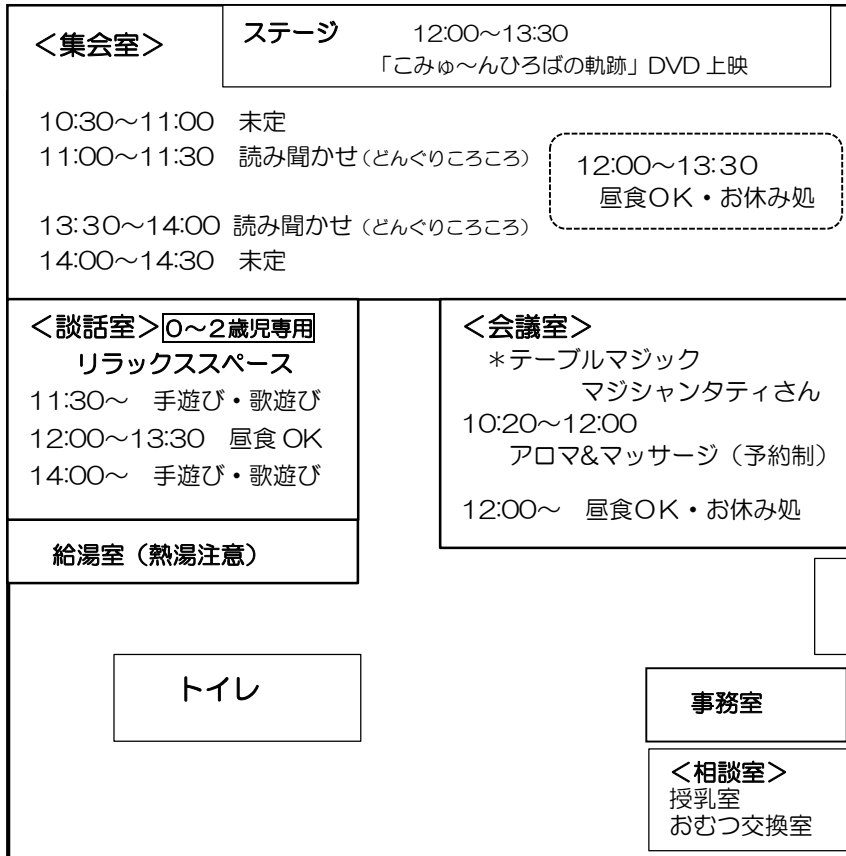 ＜集会室＞
ステージ 12:00～13:30
「こみゅ～んひろばの軌跡」DVD上映
10:30～11:00 未定
11:00～11:30 読み聞かせ（どんぐりころころ）
13:30～14:00 読み聞かせ（どんぐりころころ）
14:00～14:30 未定
12:00～13:30
昼食OK・お休み処
＜談話室＞０～２歳児専用
リラックススペース
11:30～ 手遊び・歌遊び
12:00～13:30 昼食OK
14:00～ 手遊び・歌遊び
給湯室（熱湯注意）
＜会議室＞
＊テーブルマジック
マジシャンタティさん
10:20～12:00
アロマ&マッサージ（予約制）
12:00～ 昼食OK・お休み処
トイレ
事務室
＜相談室＞
授乳室
おむつ交換室